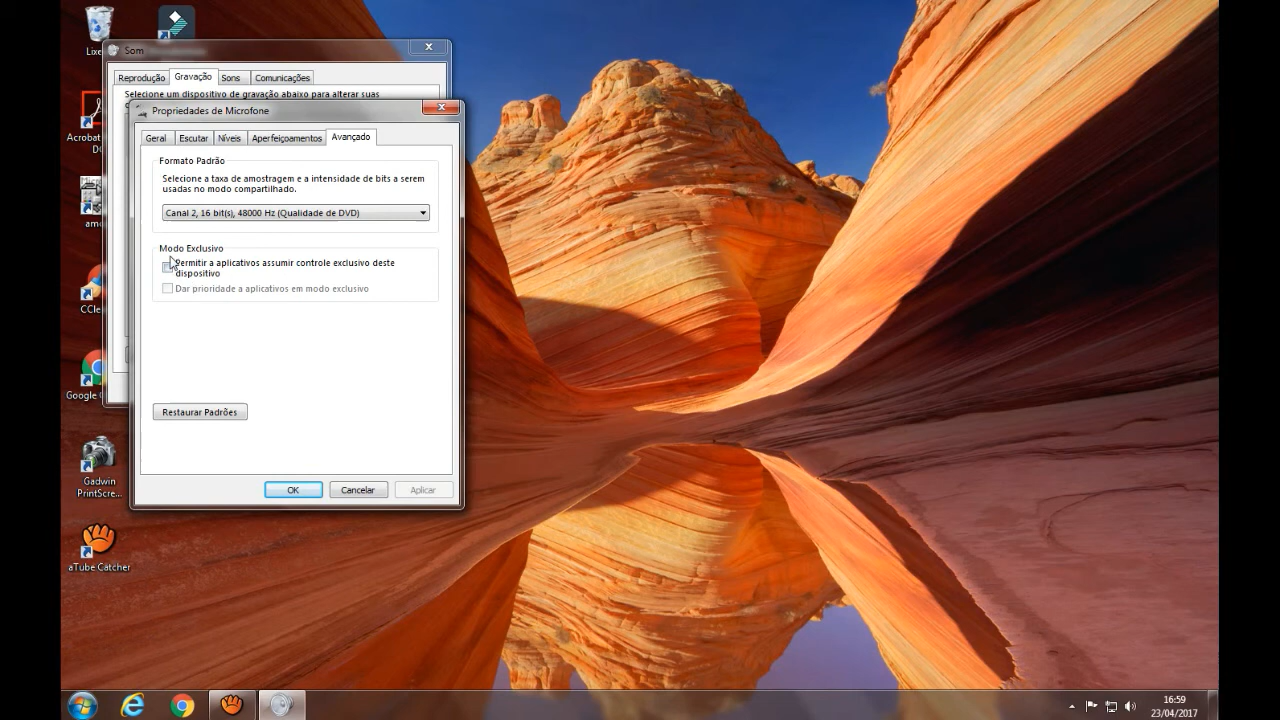 Lixe
Som
Reprodução
Gravação
Sons
Comunicações
Selecione um dispositivo de gravação abaixo para alterar suas
Propriedades de Microfone
Geral
Escutar
Níveis
Aperfeiçoamentos
Avançado
Formato Padrão
Selecione a taxa de amostragem e a intensidade de bits a serem
usadas no modo compartilhado.
Canal 2, 16 bit(s), 48000 Hz (Qualidade de DVD)
Modo Exclusivo
Permitir a aplicativos assumir controle exclusivo deste
dispositivo
Dar prioridade a aplicativos em modo exclusivo
Restaurar Padrões
OK
Cancelar
Aplicar
Acrobat
DC
amc
CCle
Google C
Gadwin
PrintScre...
aTube Catcher
16:59
23/04/2017